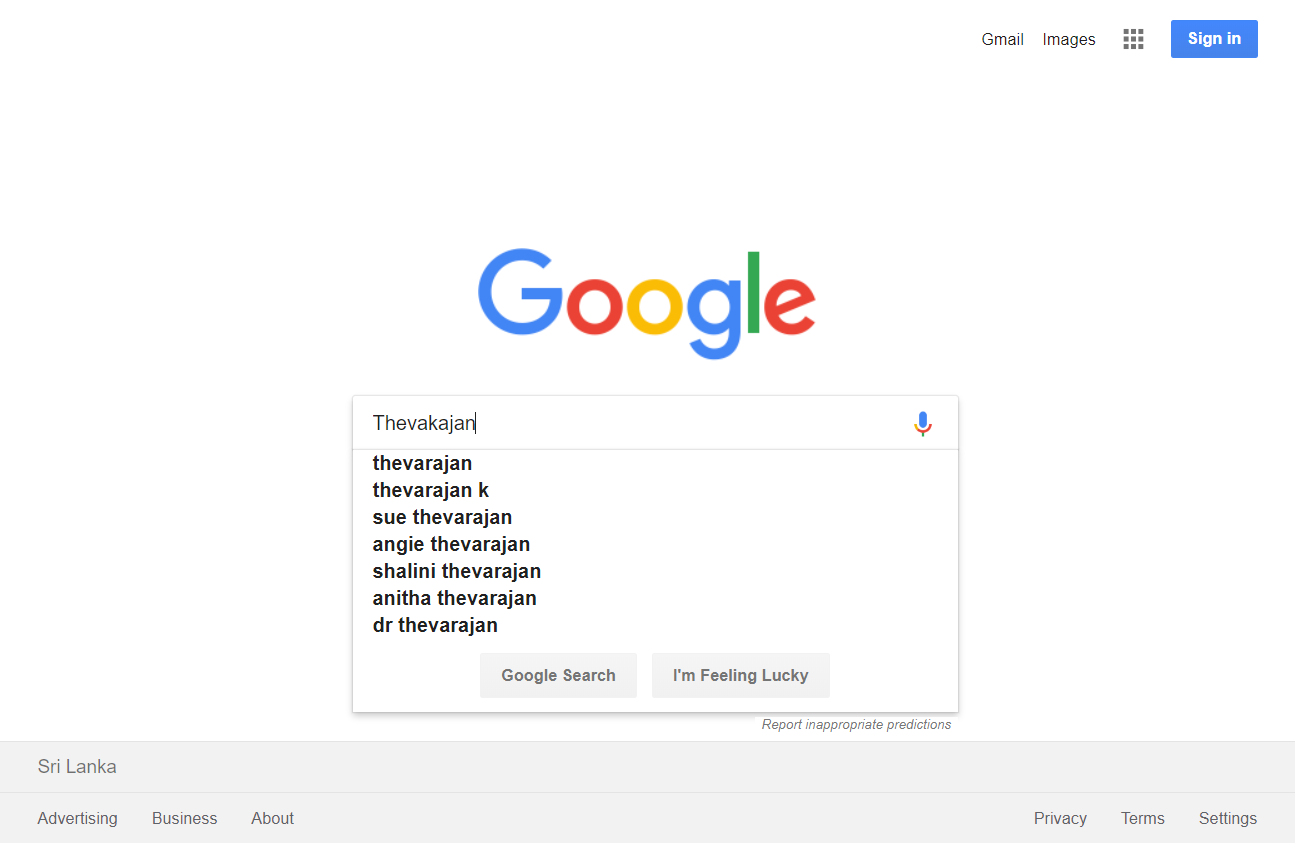 Gmail Images Sign in
Google
Thevakajan
thevarajan
thevarajan k
sue thevarajan
angie thevarajan
shalini thevarajan
anitha thevarajan
dr thevarajan
Google Search I'm Feeling Lucky
Report inappropriate predictions
Sri Lanka
Advertising Business About Privacy Terms Settings